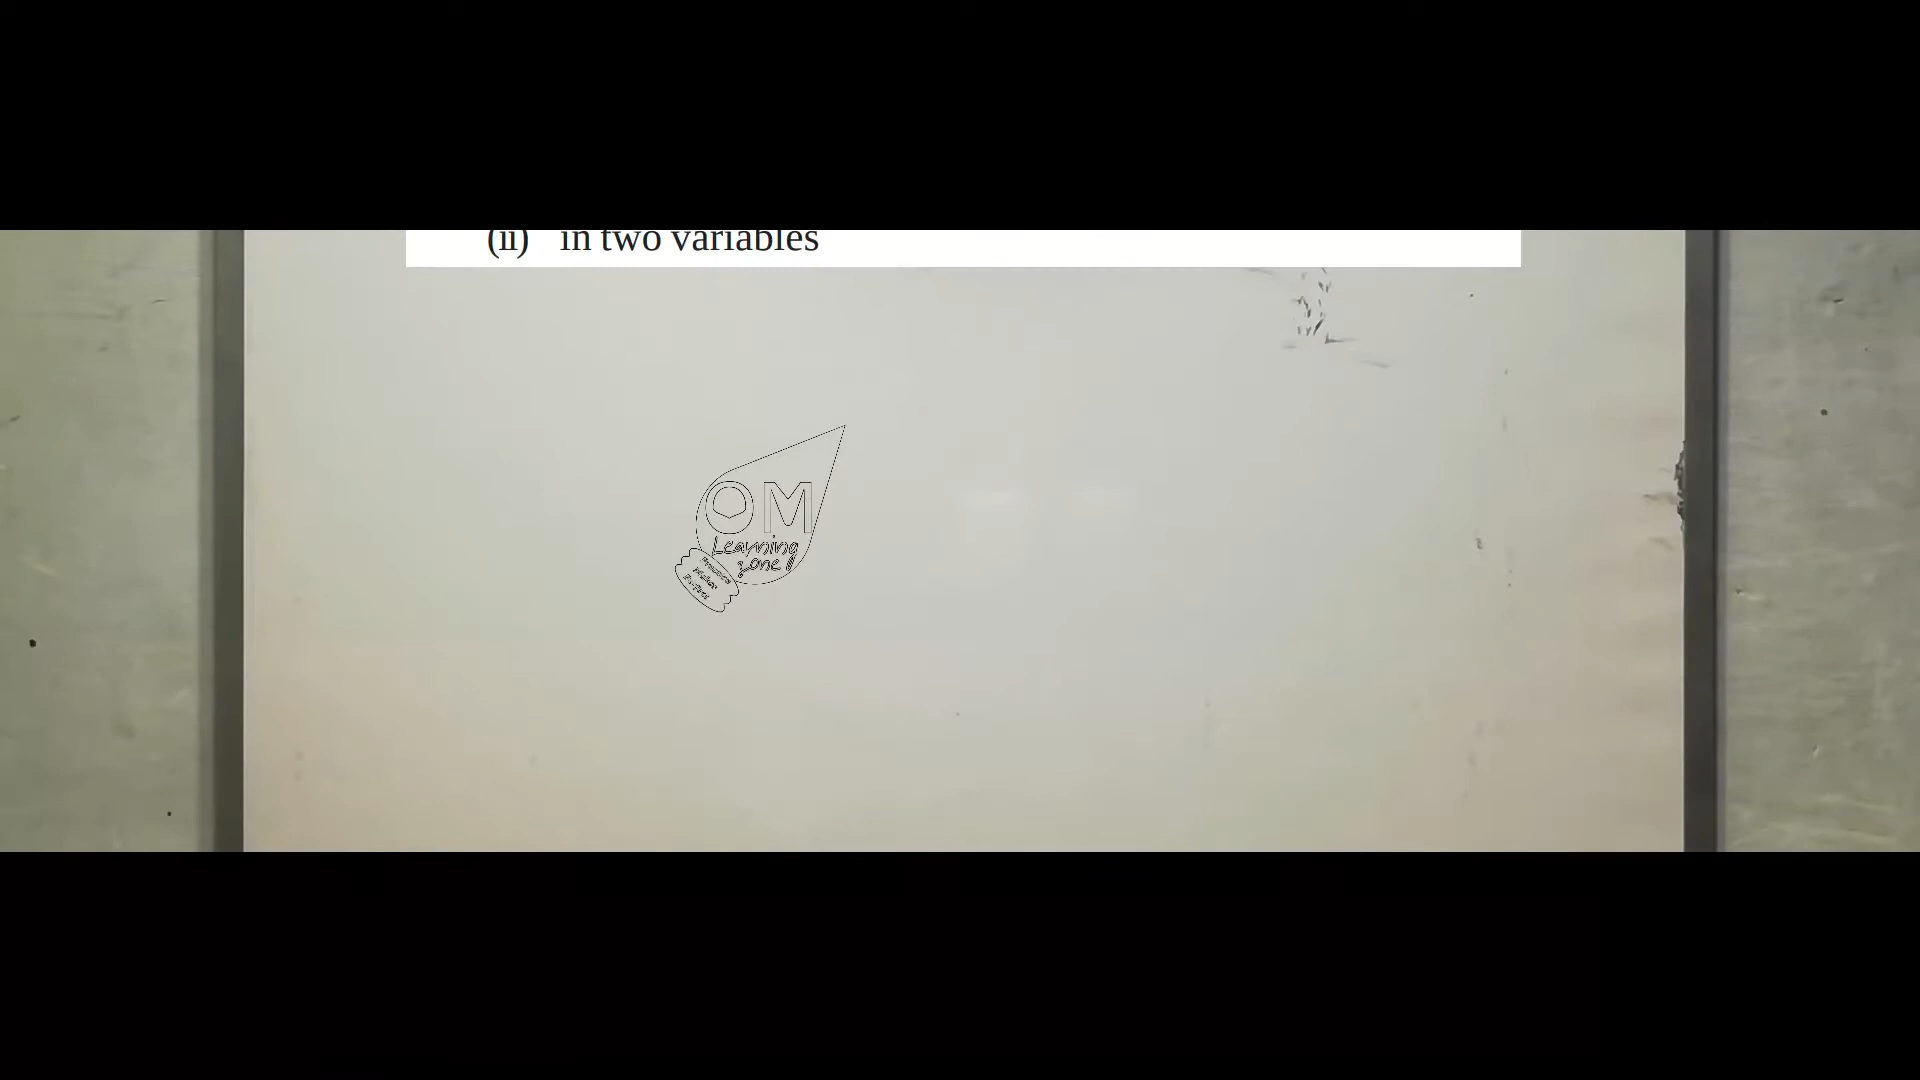 (ii) in two variables
OM
Learning
zone